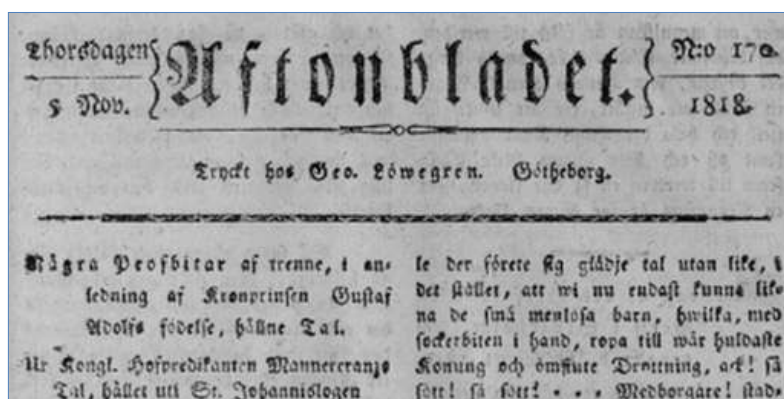 Thorsdagen Aftonbladet. N:o 170.
5 Nov. 1818.
Tryckt hos Geo. Löwegren. Götheborg.
Några Profbitar af trenne, i an-
ledning af Kronprinsen Gustaf
Adolfs födelse, hållne Tal.
Ur Kongl. Hofpredikanten Mannercranzs
Tal, hållet uti St. Johannislogen
le der förete sig glädje tal utan like, i
det stället, att wi nu endast kunna lik-
na de små menlösa barn, hwilka, med
sockerbiten i hand, ropa till wår huldaste
Konung och ömsinte Drottning, ack! så
sött! så sött! - - - Medborgare! stad-